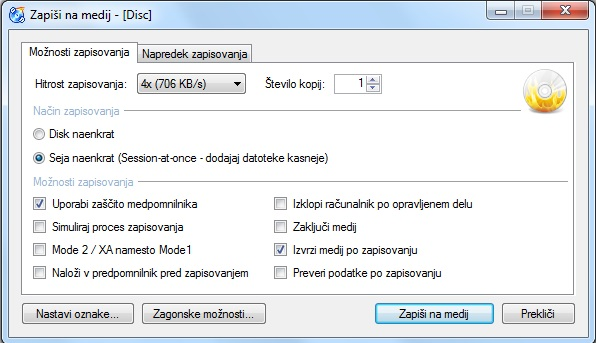 Zapiši na medij - [Disc]
Možnosti zapisovanja
Napredek zapisovanja
Hitrost zapisovanja: 4x (706 KB/s) Število kopij: 1
Način zapisovanja
Disk naenkrat
Seja naenkrat (Session-at-once - dodajaj datoteke kasneje)
Možnosti zapisovanja
Uporabi zaščito medpomnilnika
Izklopi računalnik po opravljenem delu
Simuliraj proces zapisovanja
Zaključi medij
Mode 2 / XA namesto Mode1
Izvrzi medij po zapisovanju
Naloži v predpomnilnik pred zapisovanjem
Preveri podatke po zapisovanju
Nastavi oznake...
Zagonske možnosti...
Zapiši na medij
Prekliči